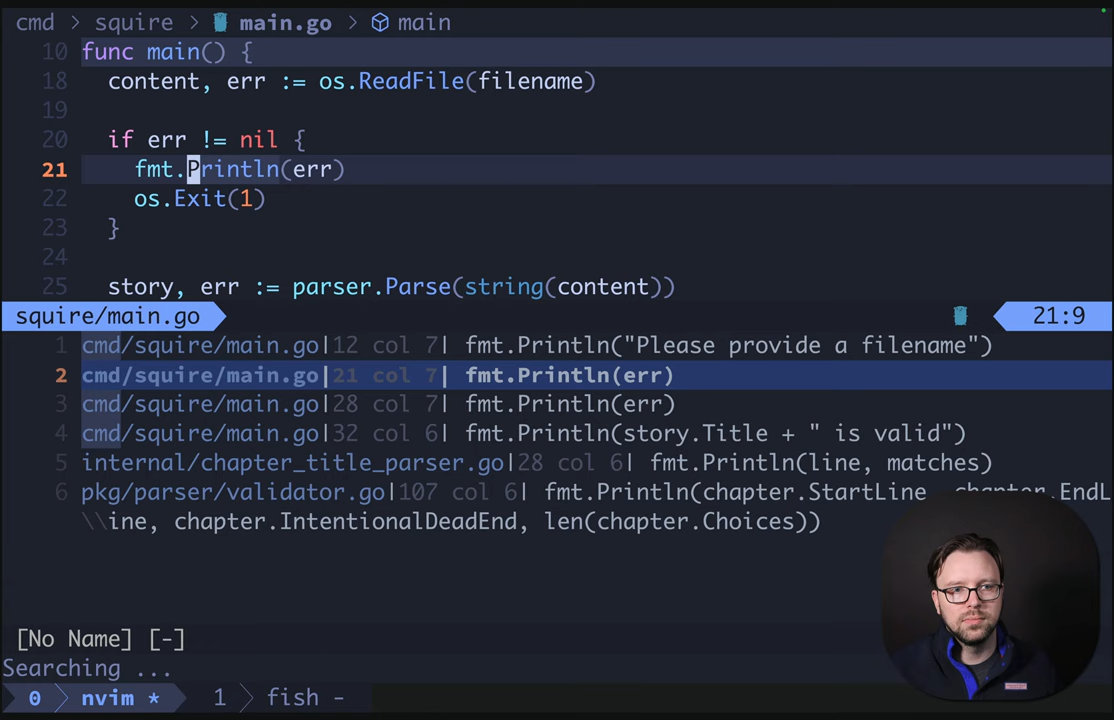 cmd > squire > main.go > main
10 func main() {
18 content, err := os.ReadFile(filename)
19
20 if err != nil {
21 fmt.Println(err)
22 os.Exit(1)
23 }
24
25 story, err := parser.Parse(string(content))
squire/main.go 21:9
1 cmd/squire/main.go|12 col 7| fmt.Println("Please provide a filename")
2 cmd/squire/main.go|21 col 7| fmt.Println(err)
3 cmd/squire/main.go|28 col 7| fmt.Println(err)
4 cmd/squire/main.go|32 col 6| fmt.Println(story.Title + " is valid")
5 internal/chapter_title_parser.go|28 col 6| fmt.Println(line, matches)
6 pkg/parser/validator.go|107 col 6| fmt.Println(chapter.StartLine, chapter.EndL
\\ine, chapter.IntentionalDeadEnd, len(chapter.Choices))
[No Name] [-]
Searching ...
0 nvim * 1 fish -